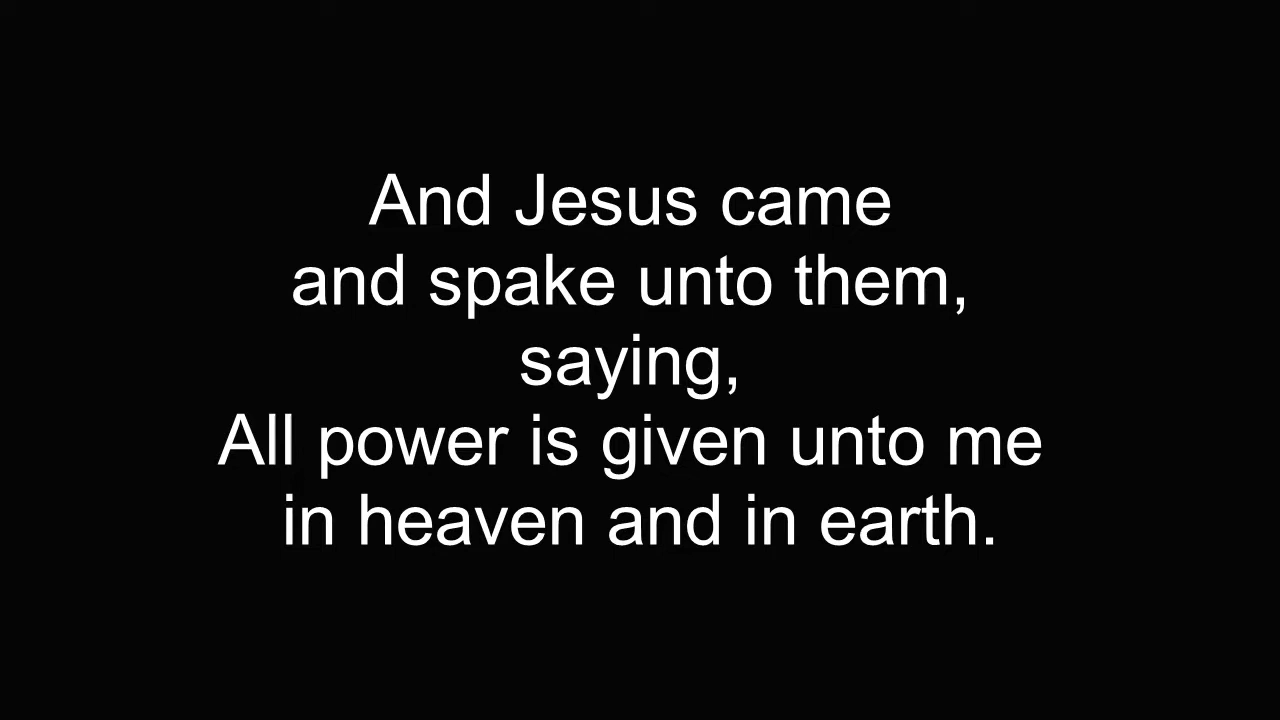 And Jesus came
and spake unto them,
saying,
All power is given unto me
in heaven and in earth.